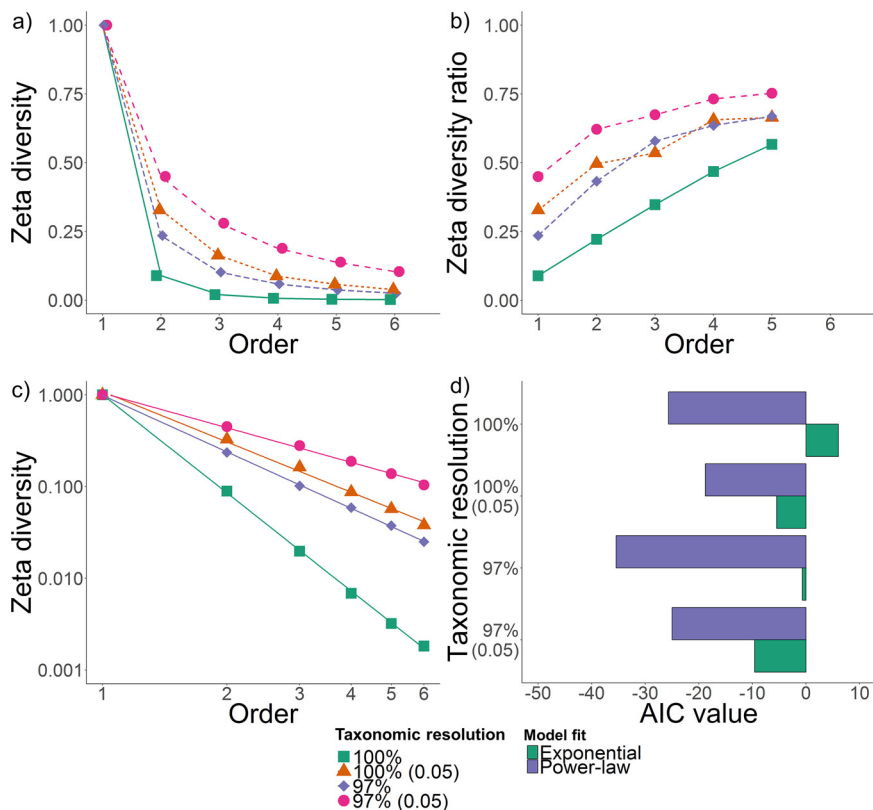 a)
Zeta diversity
1.00
0.75
0.50
0.25
0.00
1 2 3 4 5 6
Order
b)
Zeta diversity ratio
1.00
0.75
0.50
0.25
0.00
1 2 3 4 5 6
Order
c)
Zeta diversity
1.000
0.100
0.010
0.001
1 2 3 4 5 6
Order
d)
Taxonomic resolution
100%
100%
(0.05)
97%
97%
(0.05)
-50 -40 -30 -20 -10 0 10
AIC value
Taxonomic resolution
100%
100% (0.05)
97%
97% (0.05)
Model fit
Exponential
Power-law